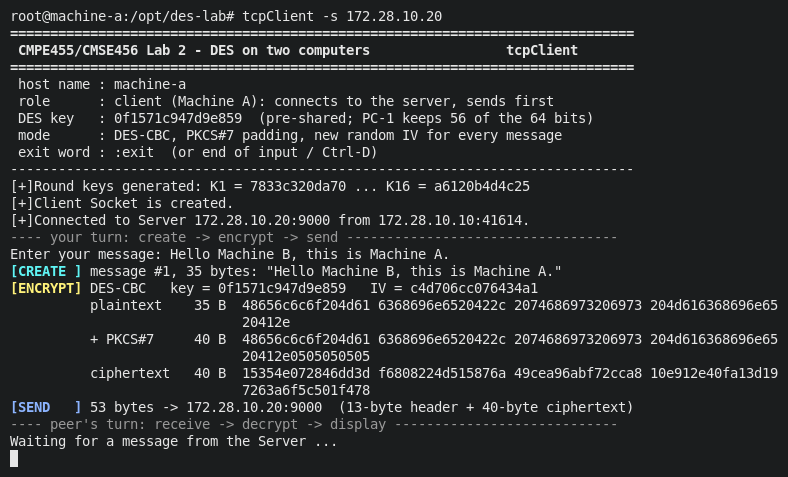 root@machine-a:/opt/des-lab# tcpClient -s 172.28.10.20
==============================================================================
 CMPE455/CMSE456 Lab 2 - DES on two computers                 tcpClient
==============================================================================
 host name : machine-a
 role      : client (Machine A): connects to the server, sends first
 DES key   : 0f1571c947d9e859  (pre-shared; PC-1 keeps 56 of the 64 bits)
 mode      : DES-CBC, PKCS#7 padding, new random IV for every message
 exit word : :exit  (or end of input / Ctrl-D)
------------------------------------------------------------------------------
[+]Round keys generated: K1 = 7833c320da70 ... K16 = a6120b4d4c25
[+]Client Socket is created.
[+]Connected to Server 172.28.10.20:9000 from 172.28.10.10:41614.
---- your turn: create -> encrypt -> send ----------------------------------
Enter your message: Hello Machine B, this is Machine A.
[CREATE ] message #1, 35 bytes: "Hello Machine B, this is Machine A."
[ENCRYPT] DES-CBC   key = 0f1571c947d9e859   IV = c4d706cc076434a1
          plaintext    35 B  48656c6c6f204d61 6368696e6520422c 2074686973206973 204d616368696e65
                             20412e
          + PKCS#7     40 B  48656c6c6f204d61 6368696e6520422c 2074686973206973 204d616368696e65
                             20412e0505050505
          ciphertext   40 B  15354e072846dd3d f6808224d515876a 49cea96abf72cca8 10e912e40fa13d19
                             7263a6f5c501f478
[SEND   ] 53 bytes -> 172.28.10.20:9000  (13-byte header + 40-byte ciphertext)
---- peer's turn: receive -> decrypt -> display ----------------------------
Waiting for a message from the Server ...